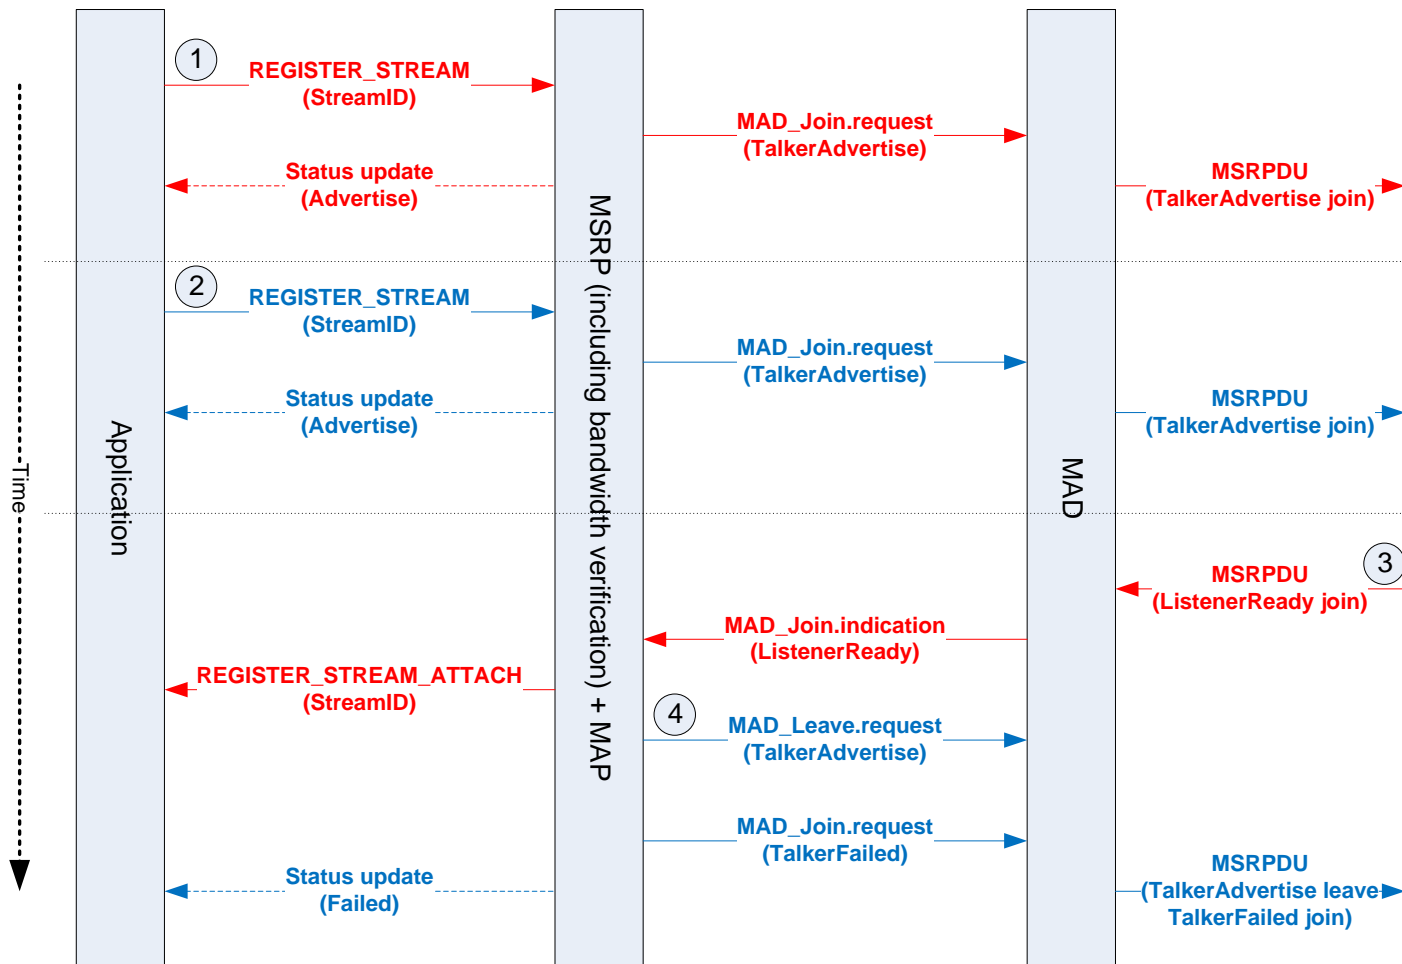 1
REGISTER_STREAM
(StreamID)
MAD_Join.request
(TalkerAdvertise)
Status update
(Advertise)
MSRPDU
(TalkerAdvertise join)
2
REGISTER_STREAM
(StreamID)
MAD_Join.request
(TalkerAdvertise)
Status update
(Advertise)
MSRPDU
(TalkerAdvertise join)
Time
Application
MSRP (including bandwidth verification) + MAP
MAD
3
MSRPDU
(ListenerReady join)
MAD_Join.indication
(ListenerReady)
REGISTER_STREAM_ATTACH
(StreamID)
4
MAD_Leave.request
(TalkerAdvertise)
MAD_Join.request
(TalkerFailed)
Status update
(Failed)
MSRPDU
(TalkerAdvertise leave
TalkerFailed join)